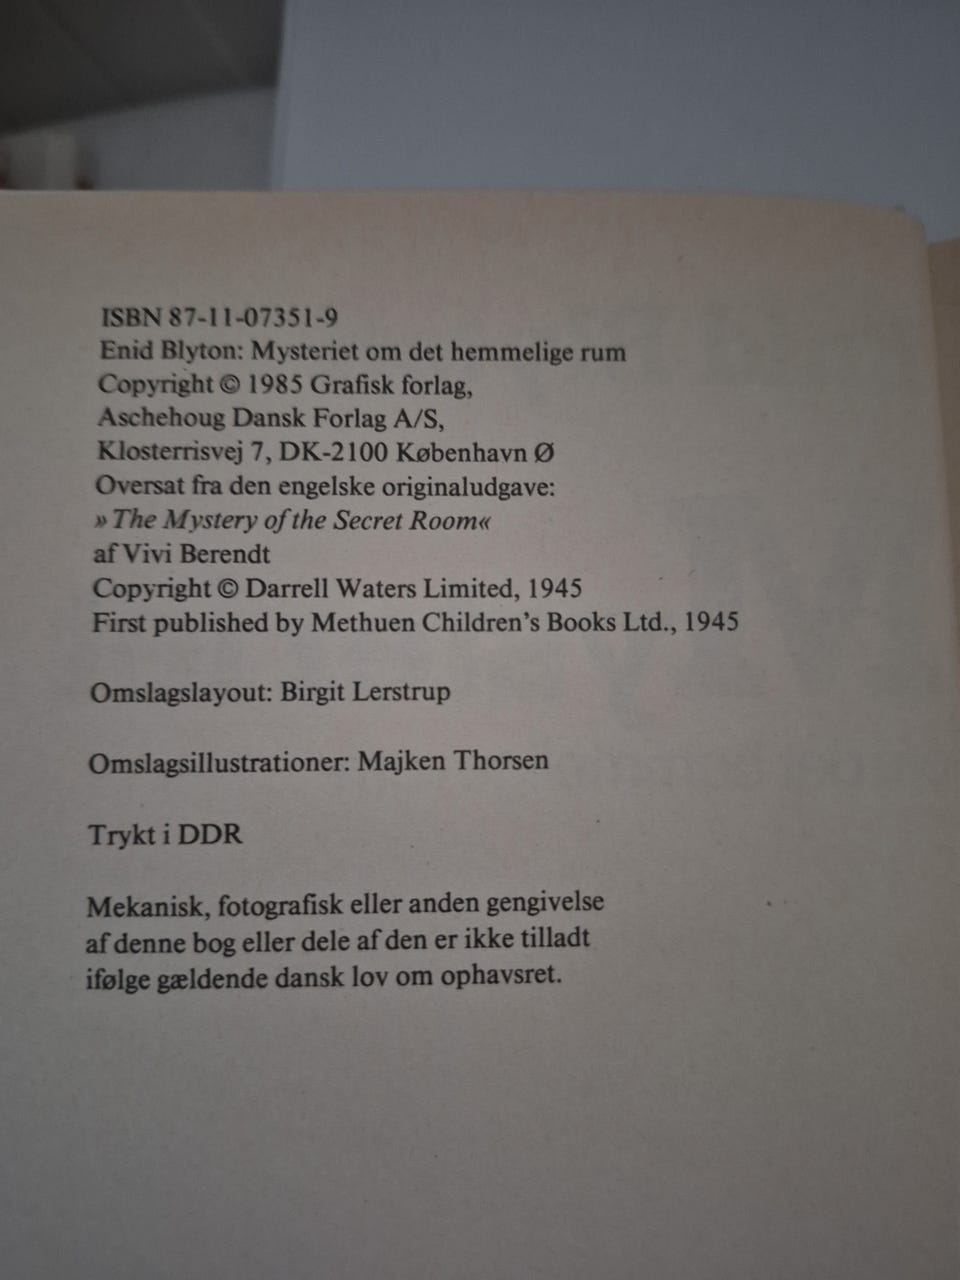 ISBN 87-11-07351-9
Enid Blyton: Mysteriet om det hemmelige rum
Copyright © 1985 Grafisk forlag,
Aschehoug Dansk Forlag A/S,
Klosterrisvej 7, DK-2100 København Ø
Oversat fra den engelske originaludgave:
»The Mystery of the Secret Room«
af Vivi Berendt
Copyright © Darrell Waters Limited, 1945
First published by Methuen Children's Books Ltd., 1945
Omslagslayout: Birgit Lerstrup
Omslagsillustrationer: Majken Thorsen
Trykt i DDR
Mekanisk, fotografisk eller anden gengivelse
af denne bog eller dele af den er ikke tilladt
ifølge gældende dansk lov om ophavsret.